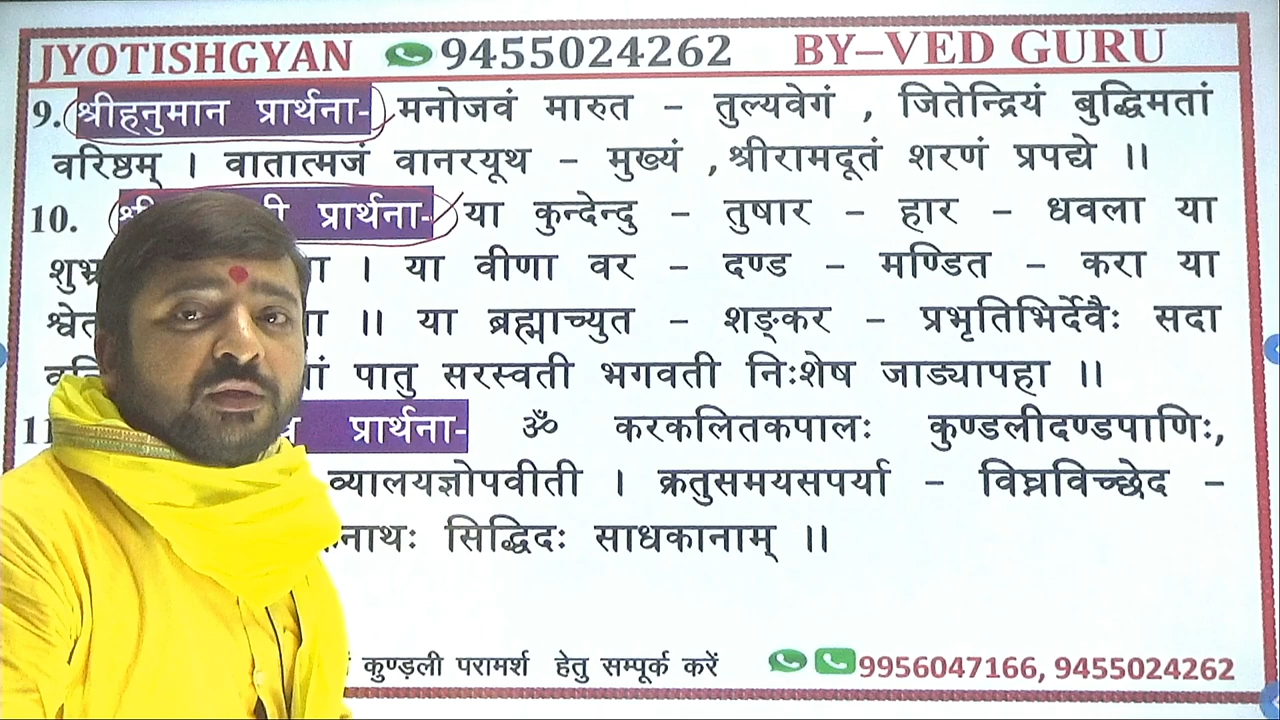 JYOTISHGYAN 9455024262 BY–VED GURU
9. श्रीहनुमान प्रार्थना- मनोजवं मारुत – तुल्यवेगं , जितेन्द्रियं बुद्धिमतां
वरिष्ठम् । वातात्मजं वानरयूथ – मुख्यं ,श्रीरामदूतं शरणं प्रपद्ये ।।
10. प्रार्थना- या कुन्देन्दु – तुषार – हार – धवला या
। या वीणा वर – दण्ड – मण्डित – करा या
।। या ब्रह्माच्युत – शङ्कर – प्रभृतिभिर्देवैः सदा
पातु सरस्वती भगवती निःशेष जाड्यापहा ।।
प्रार्थना- ॐ करकलितकपालः कुण्डलीदण्डपाणिः,
व्यालयज्ञोपवीती । क्रतुसमयसपर्या – विघ्नविच्छेद –
सिद्धिदः साधकानाम् ।।
कुण्ड़ली परामर्श हेतु सम्पूर्क करें 9956047166, 9455024262